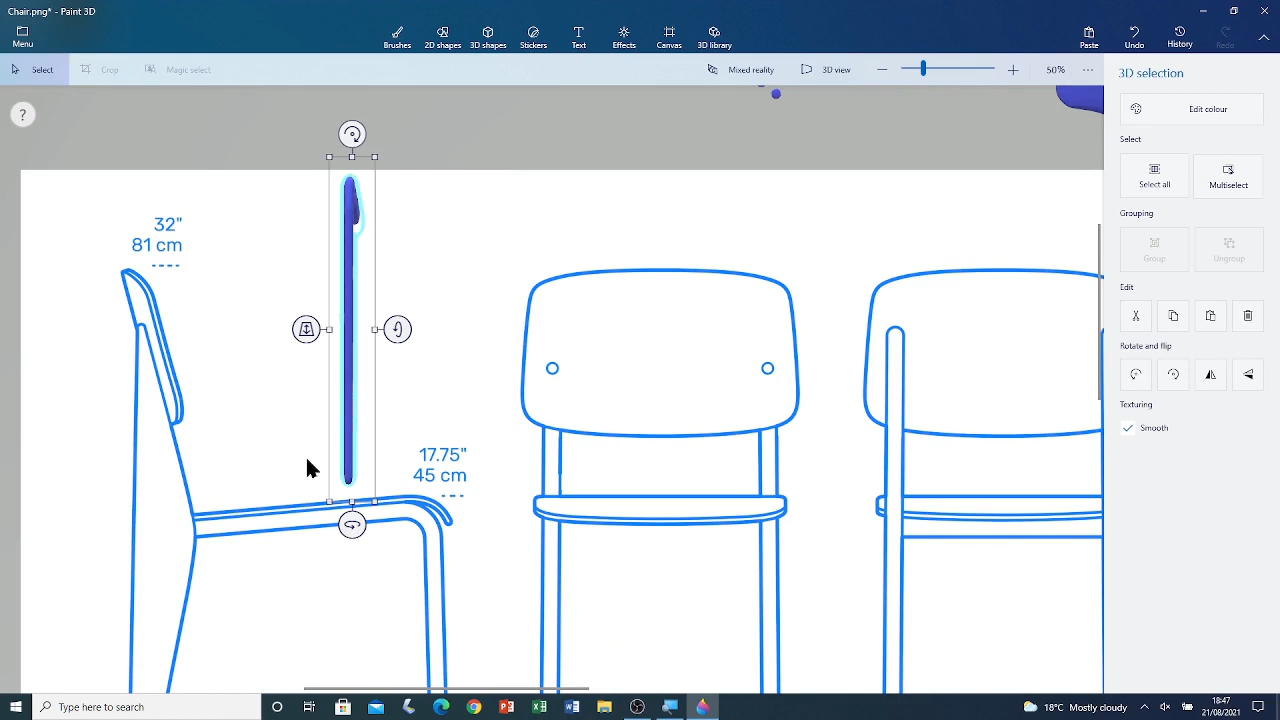 Chair.png* - Paint 3D
Menu
Brushes
2D shapes
3D shapes
Stickers
Text
Effects
Canvas
3D library
Paste
Undo
History
Redo
Select
Crop
Magic select
Mixed reality
3D view
50%
3D selection
Edit colour
Select
Select all
Multiselect
Grouping
Group
Ungroup
Edit
Rotate and flip
Texturing
Smooth
?
32"
81 cm
17.75"
45 cm
Type here to search
18°C Mostly cloudy
18:47
21/08/2021